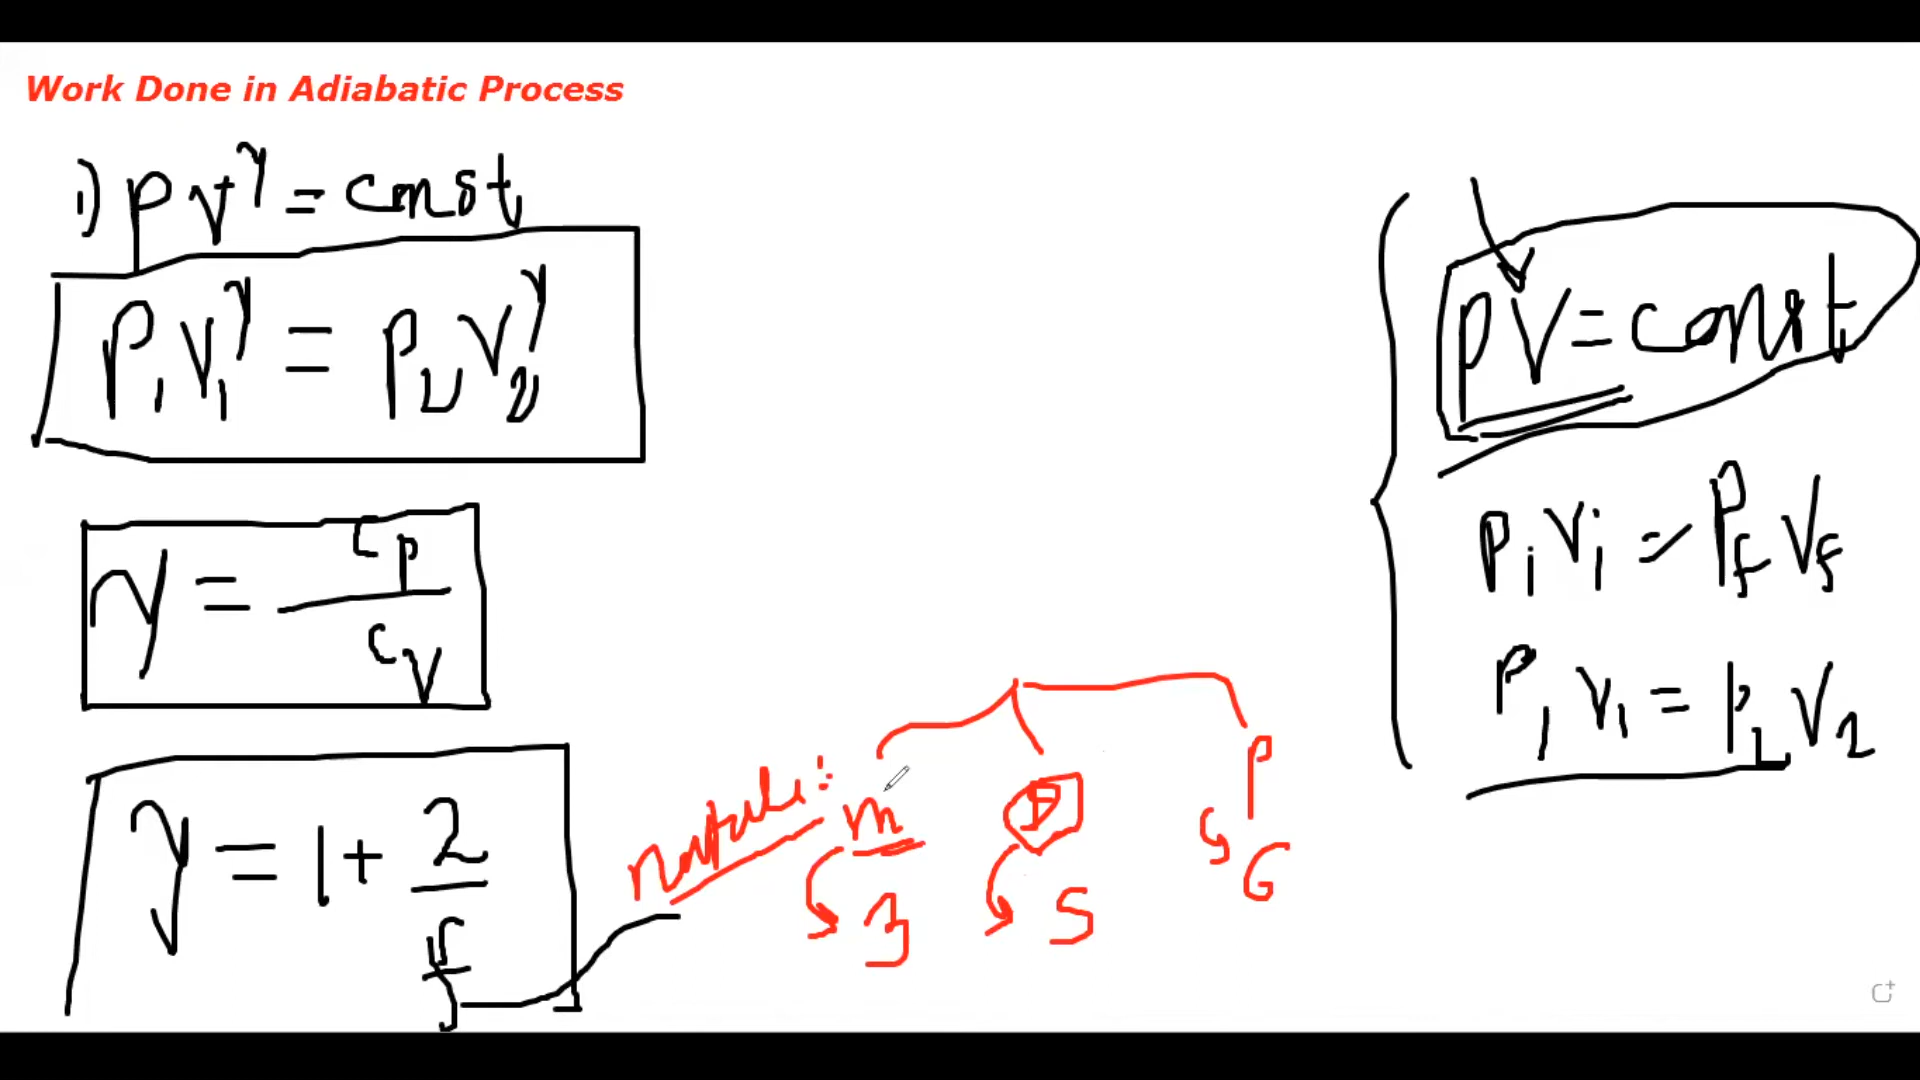 Work Done in Adiabatic Process
1) PV^γ = const
P₁V₁^γ = P₂V₂^γ
γ = Cp / Cv
γ = 1 + 2/f
m D P
3 5 6
PV = const
PiVi = PfVf
P₁V₁ = P₂V₂